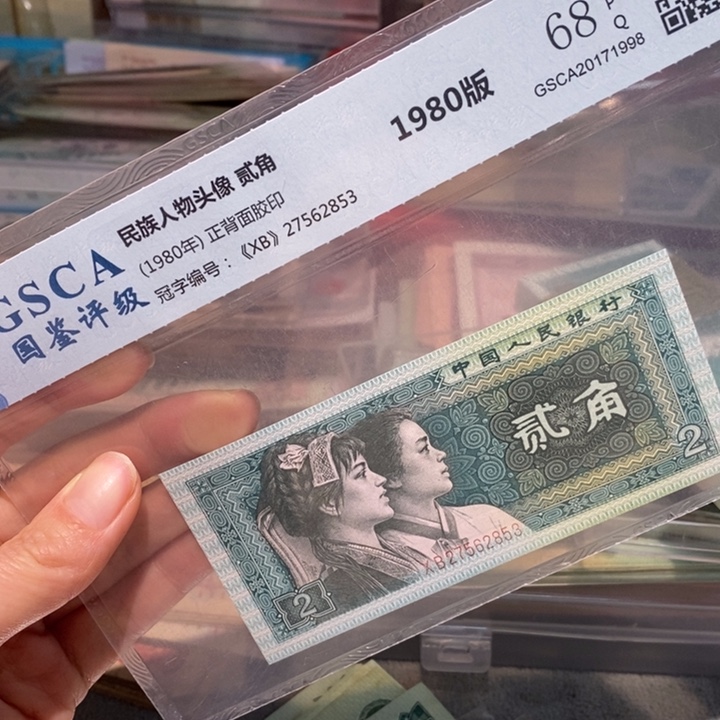 GSCA
国鉴评级
民族人物头像 贰角
(1980年) 正背面胶印
冠字编号：《XB》27562853
1980版
68
P
Q
GSCA20171998
中国人民银行
贰角
2
XB27562853
2